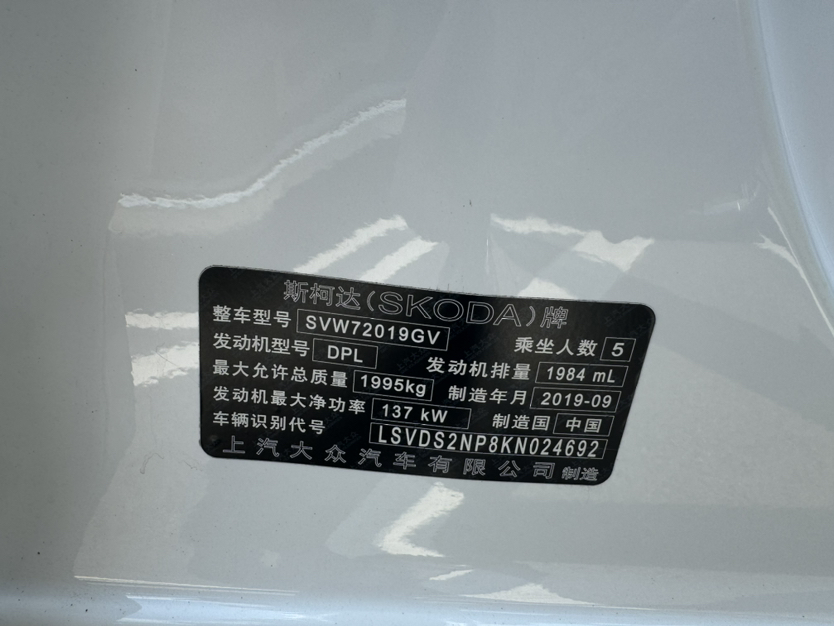 斯柯达(SKODA)牌
整车型号 SVW72019GV 乘坐人数 5
发动机型号 DPL 发动机排量 1984 mL
最大允许总质量 1995kg 制造年月 2019-09
发动机最大净功率 137 kW 制造国 中国
车辆识别代号 LSVDS2NP8KN024692
上汽大众汽车有限公司 制造